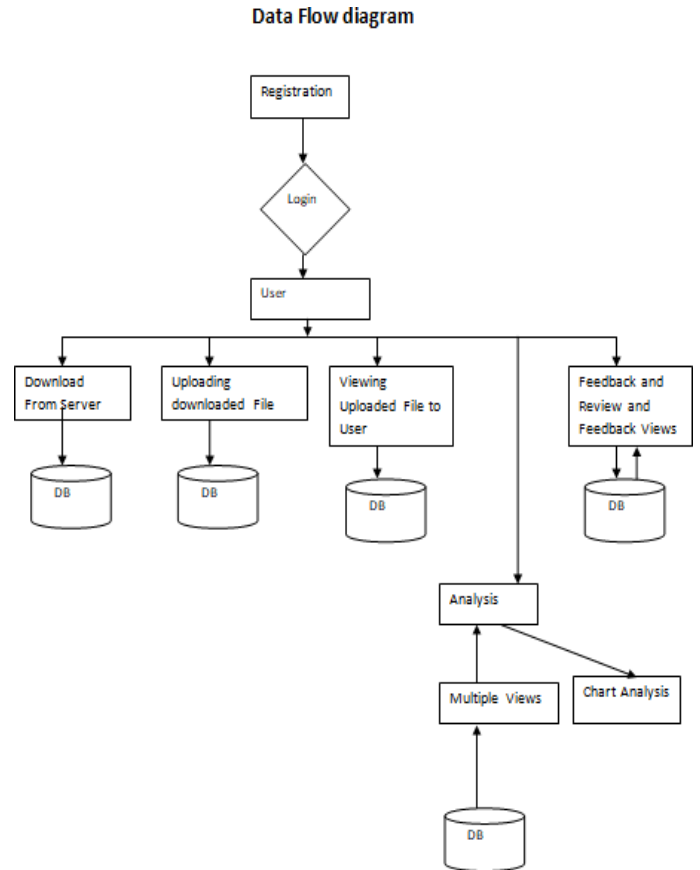 Data Flow diagram
Registration
Login
User
Download
From Server
Uploading
downloaded File
Viewing
Uploaded File to
User
Feedback and
Review and
Feedback Views
DB
DB
DB
DB
Analysis
Multiple Views
Chart Analysis
DB